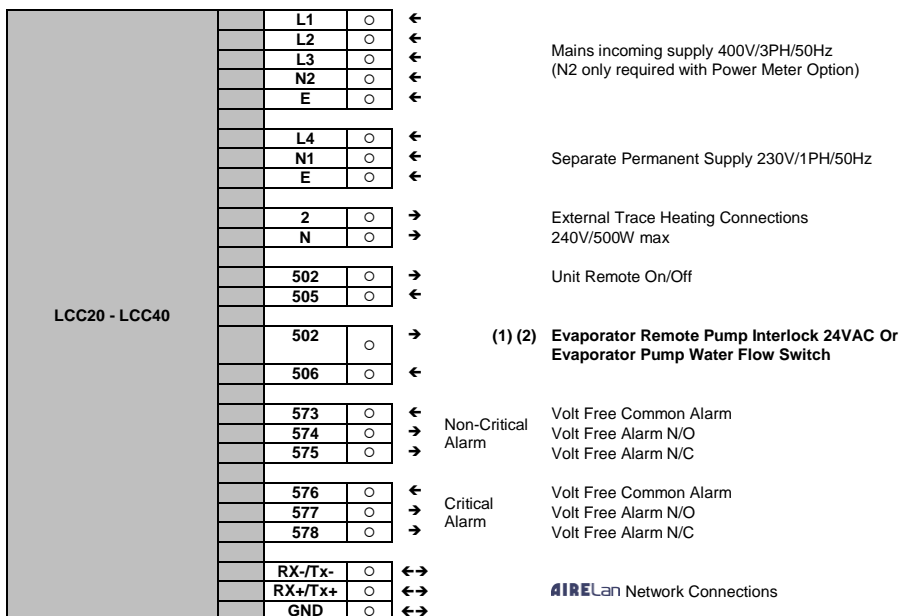 L1 ○ ←
L2 ○ ←
L3 ○ ←
N2 ○ ←
E ○ ←
Mains incoming supply 400V/3PH/50Hz
(N2 only required with Power Meter Option)
L4 ○ ←
N1 ○ ←
E ○ ←
Separate Permanent Supply 230V/1PH/50Hz
2 ○ → External Trace Heating Connections
N ○ → 240V/500W max
502 ○ → Unit Remote On/Off
505 ○ ←
LCC20 - LCC40
502 ○ → (1) (2) Evaporator Remote Pump Interlock 24VAC Or
Evaporator Pump Water Flow Switch
506 ○ ←
573 ○ ← Volt Free Common Alarm
574 ○ → Volt Free Alarm N/O
575 ○ → Volt Free Alarm N/C
Non-Critical
Alarm
576 ○ ← Volt Free Common Alarm
577 ○ → Volt Free Alarm N/O
578 ○ → Volt Free Alarm N/C
Critical
Alarm
RX-/Tx- ○ ←→
RX+/Tx+ ○ ←→ AIRELan Network Connections
GND ○ ←→